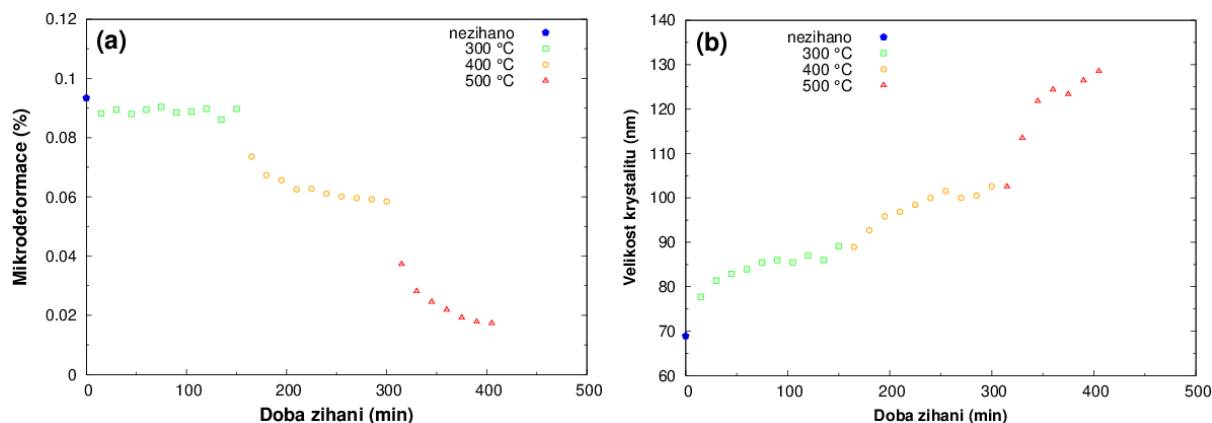 (a)
nezihano
300 °C
400 °C
500 °C
Mikrodeformace (%)
0.12
0.1
0.08
0.06
0.04
0.02
0
0 100 200 300 400 500
Doba zihani (min)
(b)
nezihano
300 °C
400 °C
500 °C
Velikost krystalitu (nm)
140
130
120
110
100
90
80
70
60
0 100 200 300 400 500
Doba zihani (min)